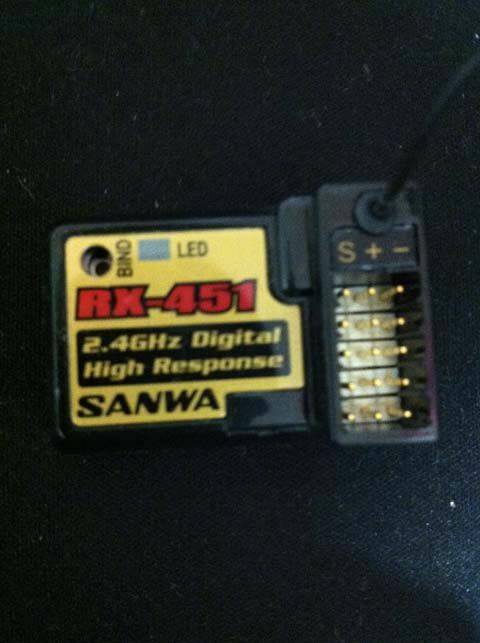 BIND
LED
S + −
RX-451
2.4GHz Digital
High Response
SANWA